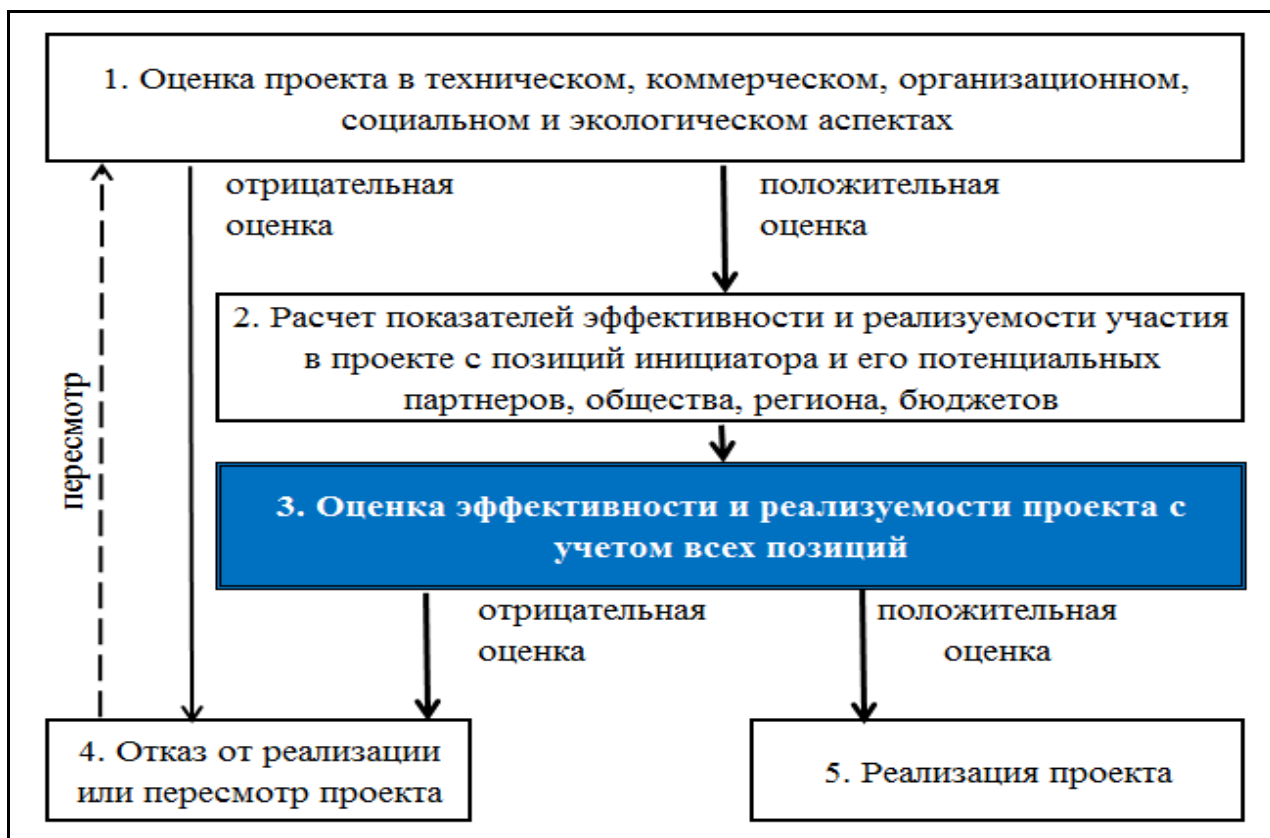 1. Оценка проекта в техническом, коммерческом, организационном,
социальном и экологическом аспектах
отрицательная
оценка
положительная
оценка
2. Расчет показателей эффективности и реализуемости участия
в проекте с позиций инициатора и его потенциальных
партнеров, общества, региона, бюджетов
пересмотр
3. Оценка эффективности и реализуемости проекта с
учетом всех позиций
отрицательная
оценка
положительная
оценка
4. Отказ от реализации
или пересмотр проекта
5. Реализация проекта